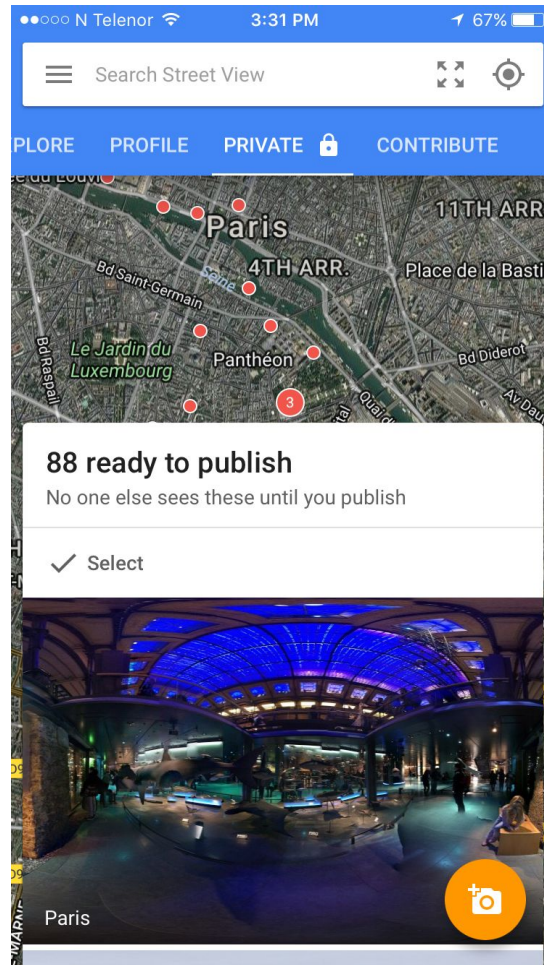 N Telenor 3:31 PM 67%
Search Street View
PLORE PROFILE PRIVATE CONTRIBUTE
Paris
11TH ARR
Seine
4TH ARR.
Place de la Basti
Bd Saint-Germain
Le Jardin du
Luxembourg
Panthéon
Bd Diderot
Bd Raspail
3
Quai d
Av Dau
88 ready to publish
No one else sees these until you publish
Select
Paris